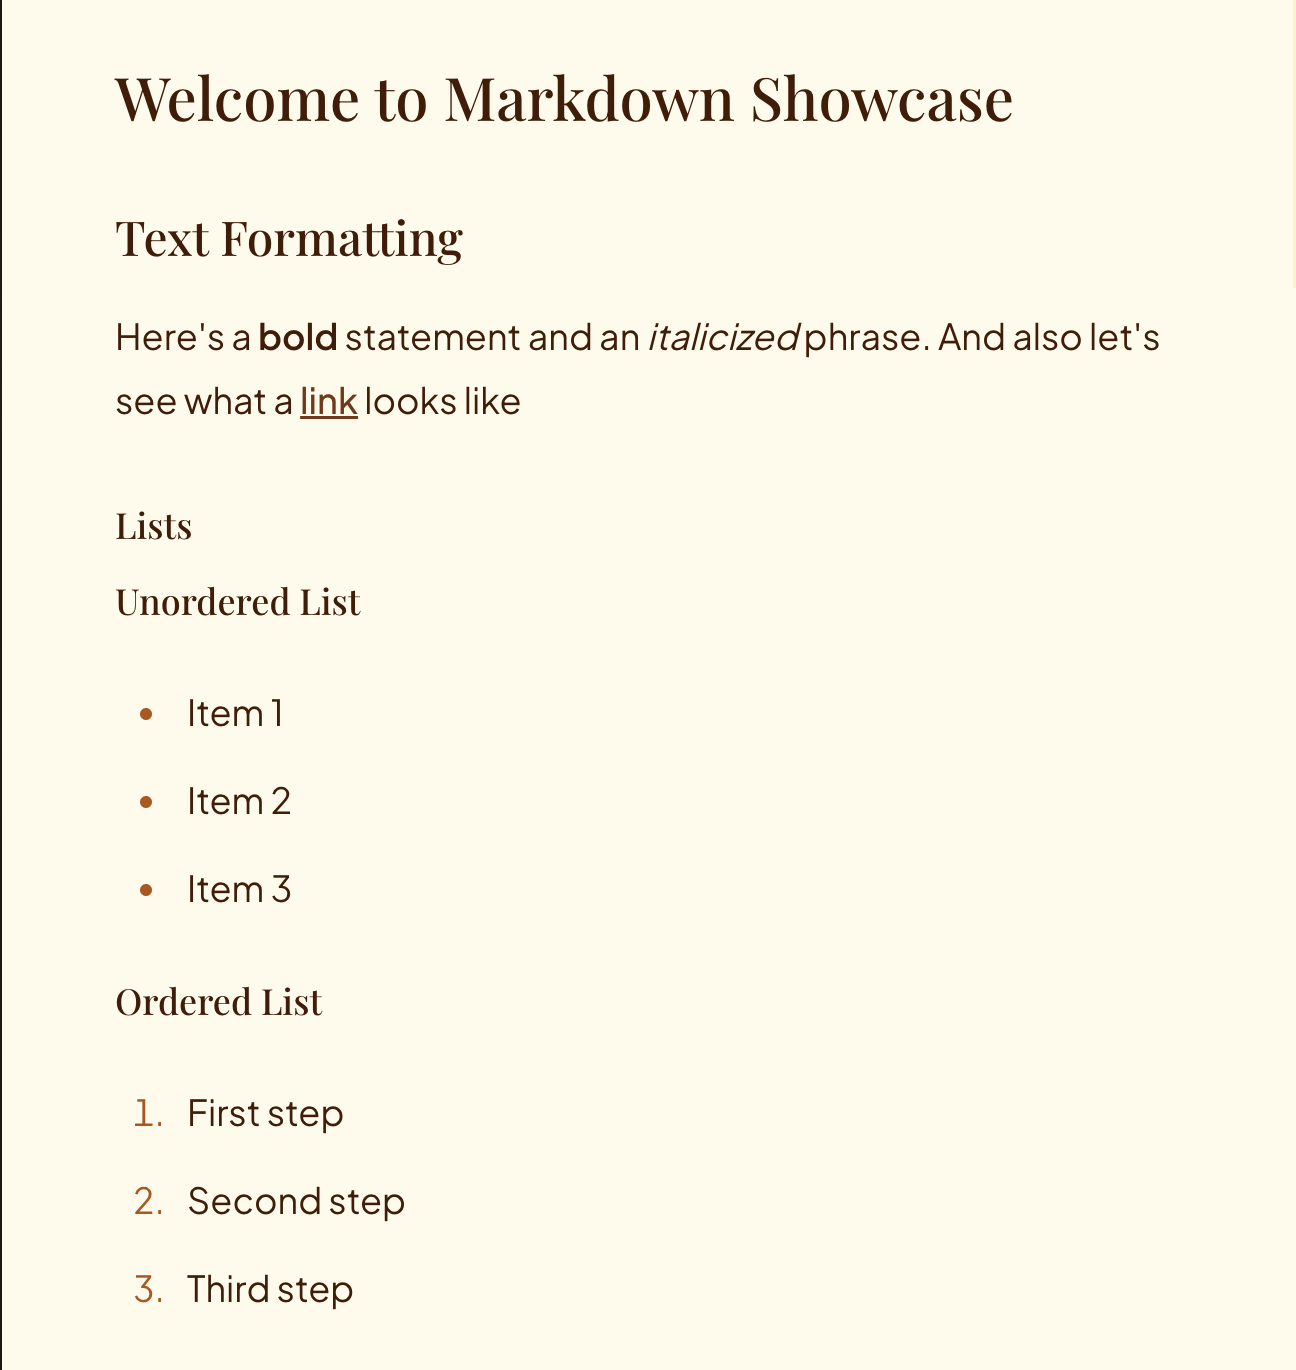 Welcome to Markdown Showcase
Text Formatting
Here's a bold statement and an italicized phrase. And also let's
see what a link looks like
Lists
Unordered List
• Item 1
• Item 2
• Item 3
Ordered List
1. First step
2. Second step
3. Third step